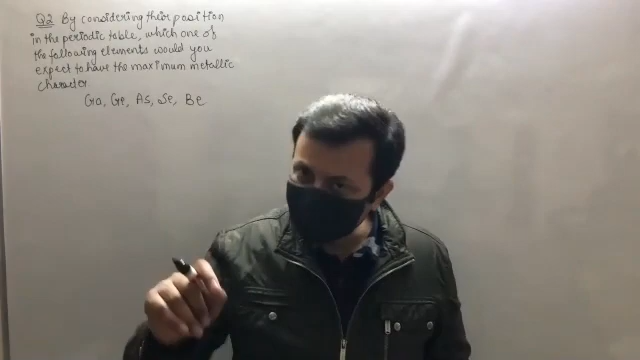 Q2 By considering their position
in the periodic table, which one of
the following elements would you
expect to have the maximum metallic
character
Ga, Ge, As, Se, Be